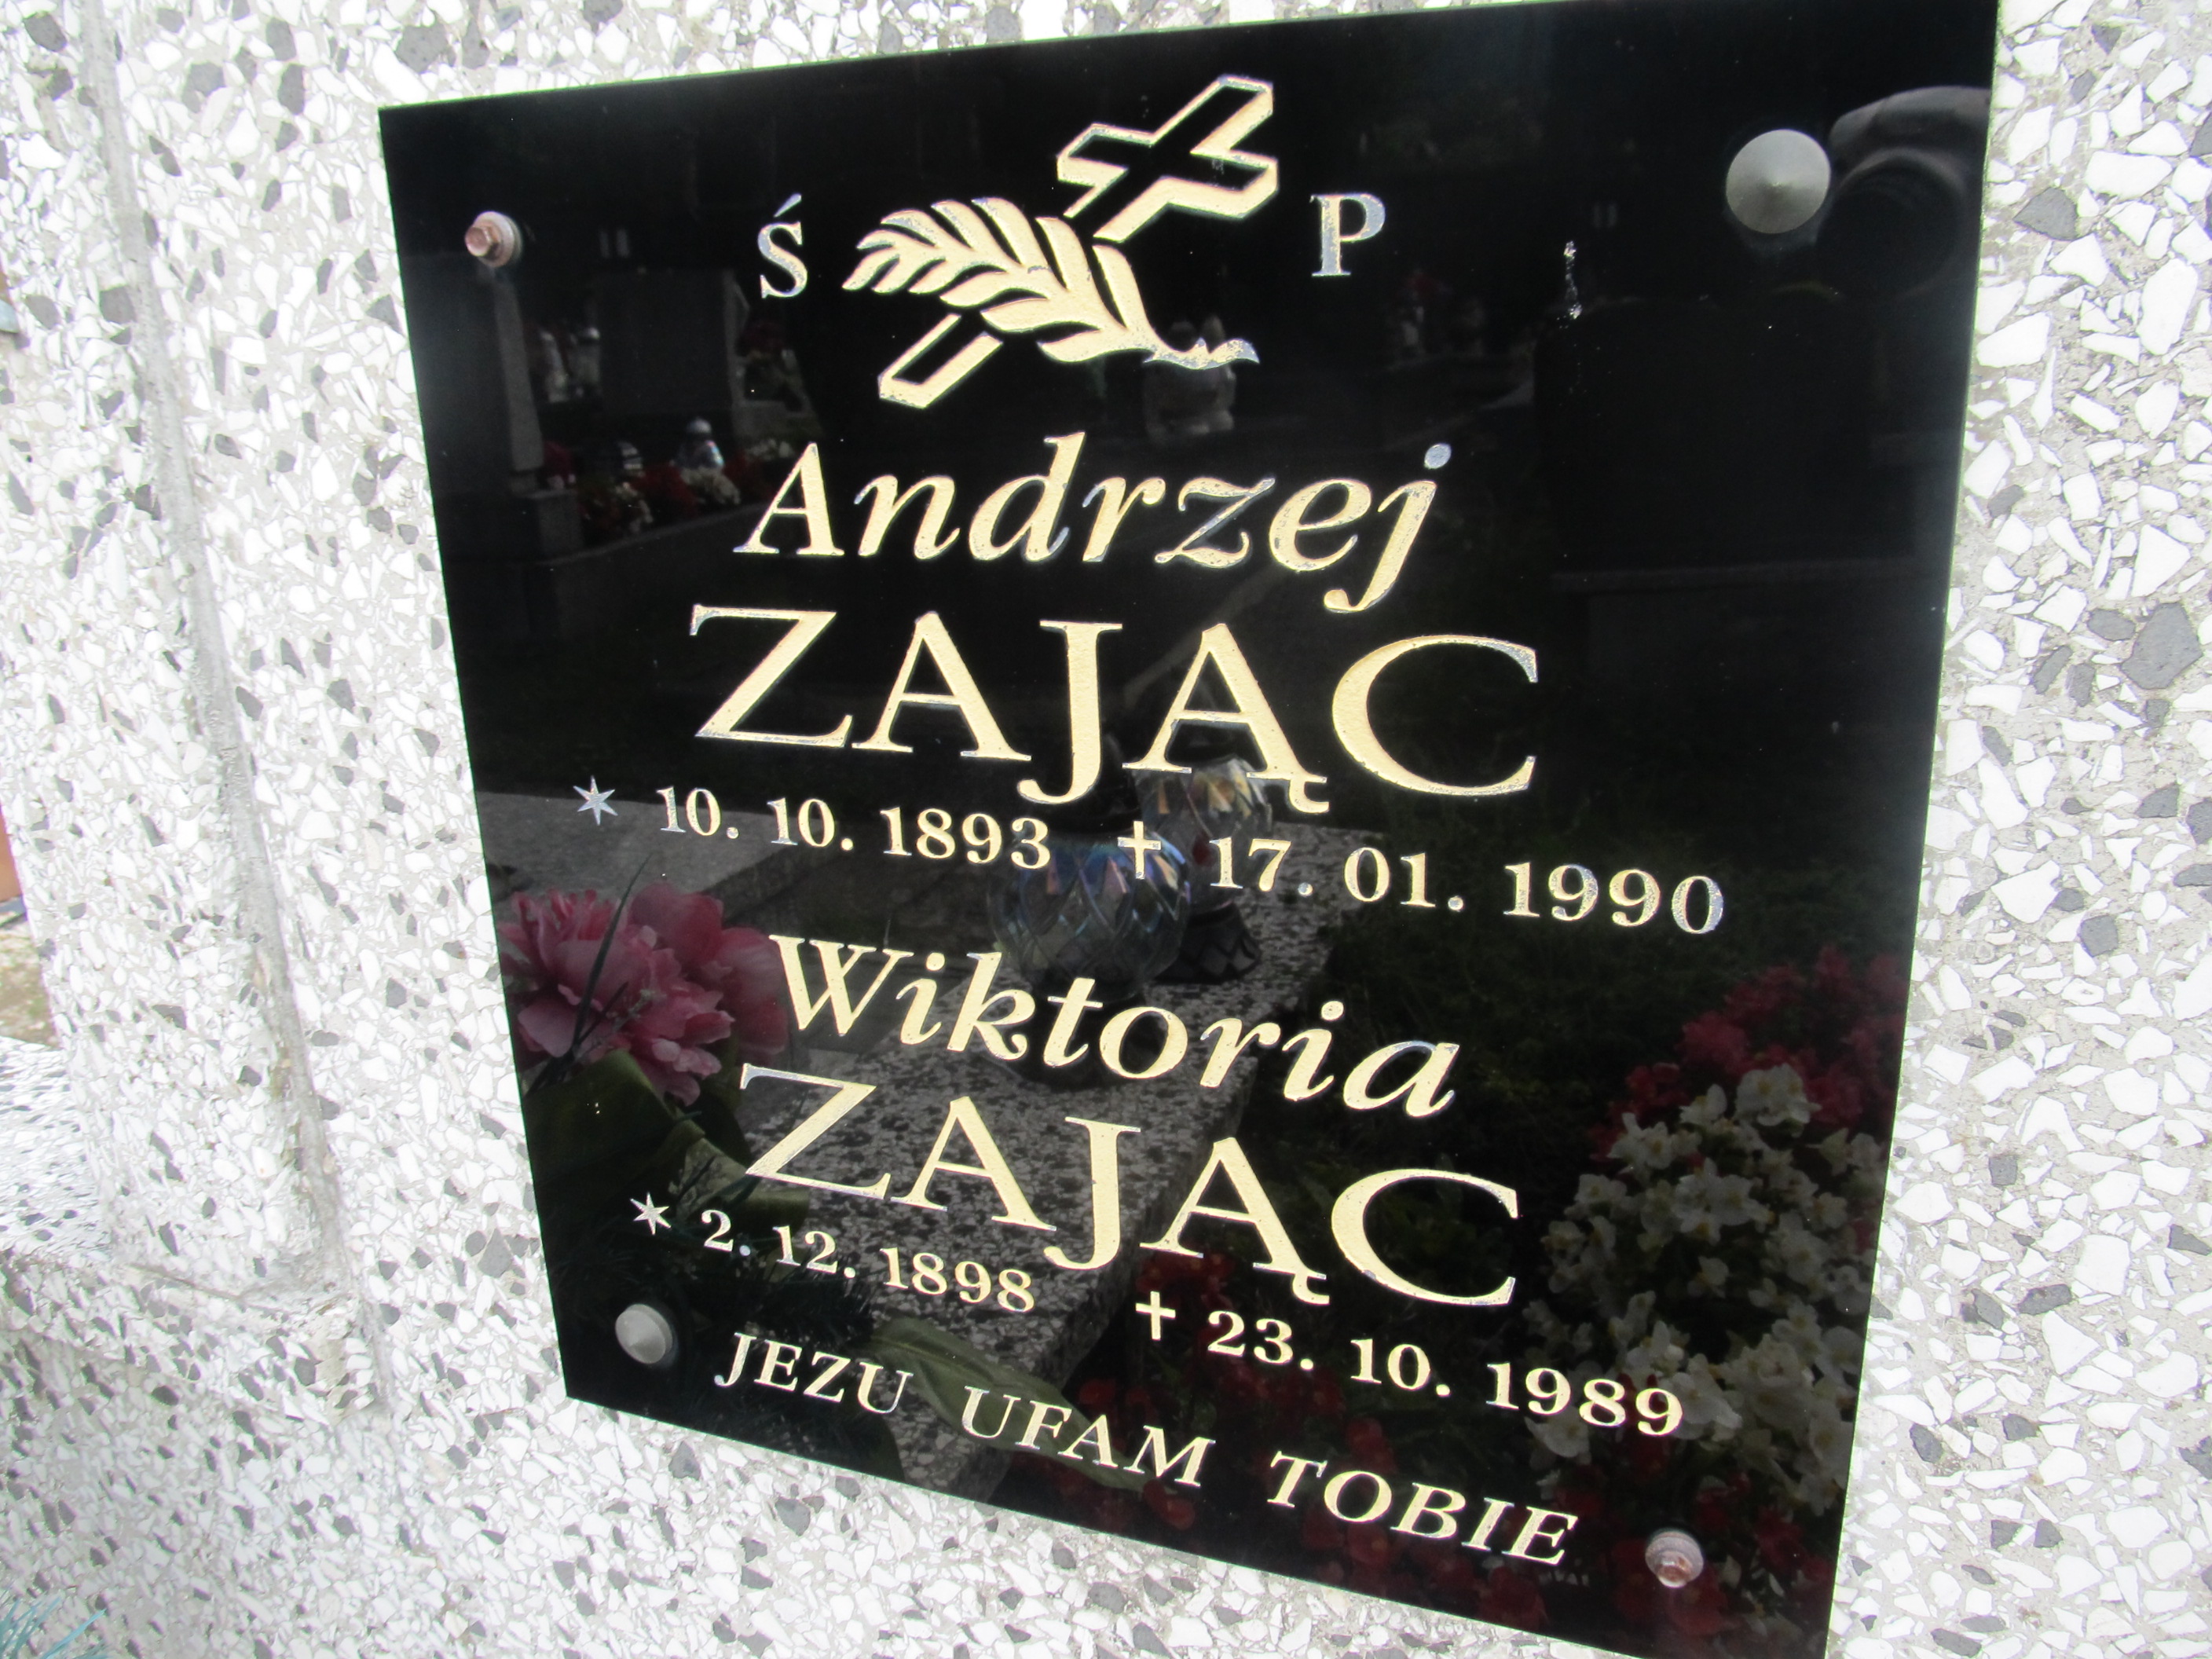 Ś P
Andrzej
ZAJĄC
* 10. 10. 1893 ✝ 17. 01. 1990
Wiktoria
ZAJĄC
* 2. 12. 1898 ✝ 23. 10. 1989
JEZU UFAM TOBIE